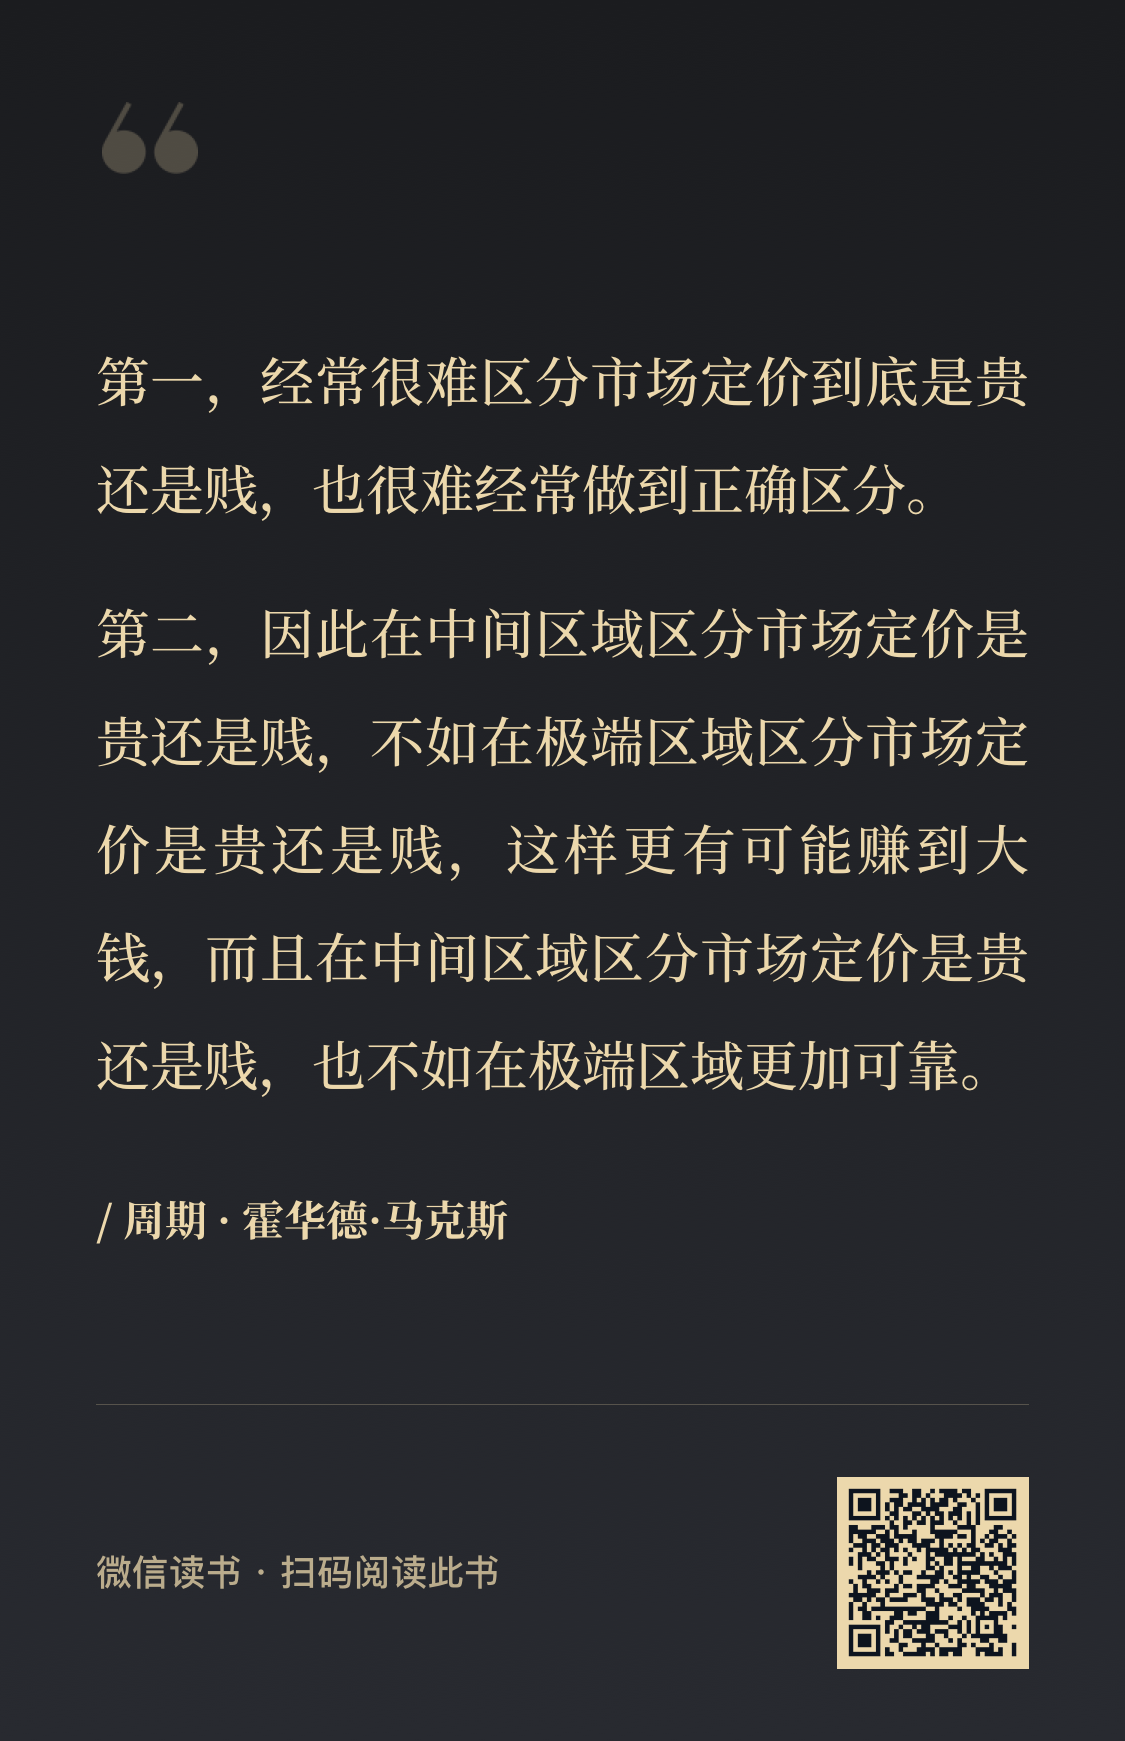 第一，经常很难区分市场定价到底是贵
还是贱，也很难经常做到正确区分。
第二，因此在中间区域区分市场定价是
贵还是贱，不如在极端区域区分市场定
价是贵还是贱，这样更有可能赚到大
钱，而且在中间区域区分市场定价是贵
还是贱，也不如在极端区域更加可靠。
/ 周期 · 霍华德·马克斯
微信读书 · 扫码阅读此书